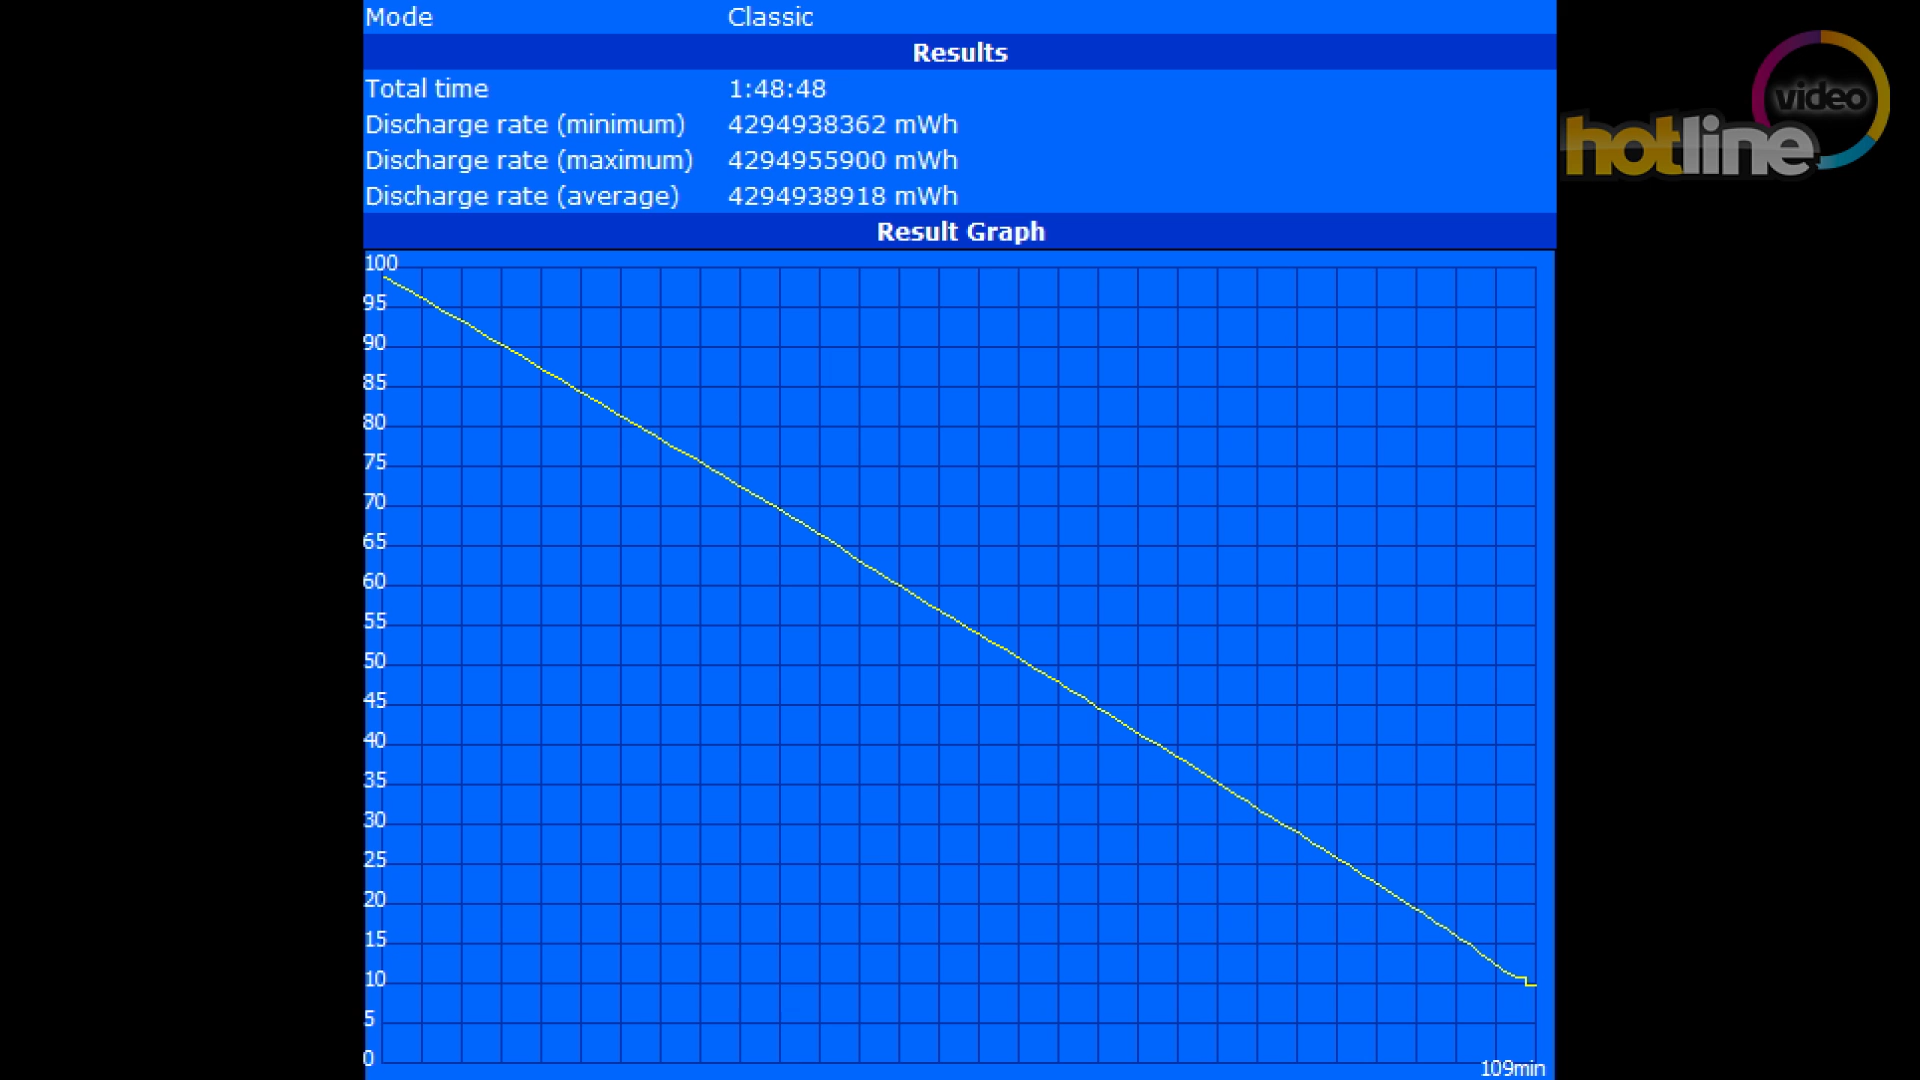 Mode Classic
Results
Total time 1:48:48
Discharge rate (minimum) 4294938362 mWh
Discharge rate (maximum) 4294955900 mWh
Discharge rate (average) 4294938918 mWh
Result Graph
100
95
90
85
80
75
70
65
60
55
50
45
40
35
30
25
20
15
10
5
0
109min
video
hotline